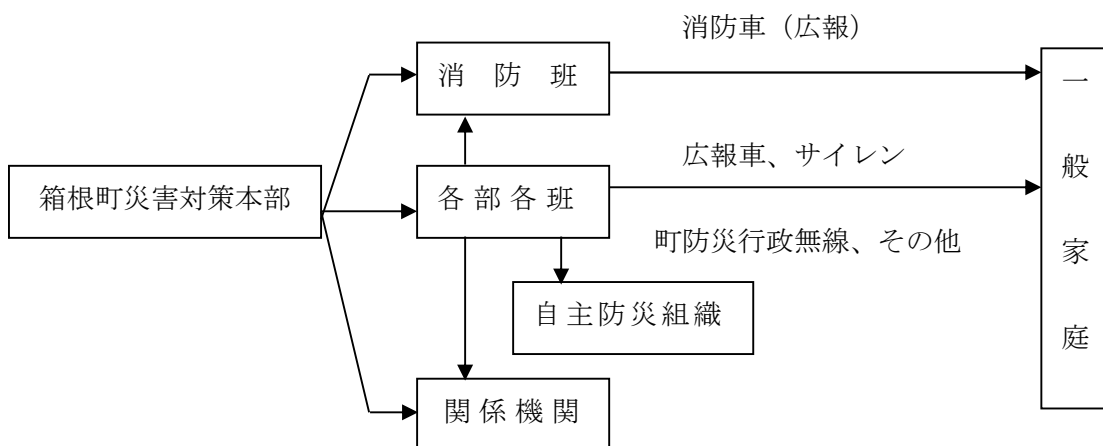 消防車（広報）
消　防　班
一般家庭
広報車、サイレン
箱根町災害対策本部
各部各班
町防災行政無線、その他
自主防災組織
関係機関